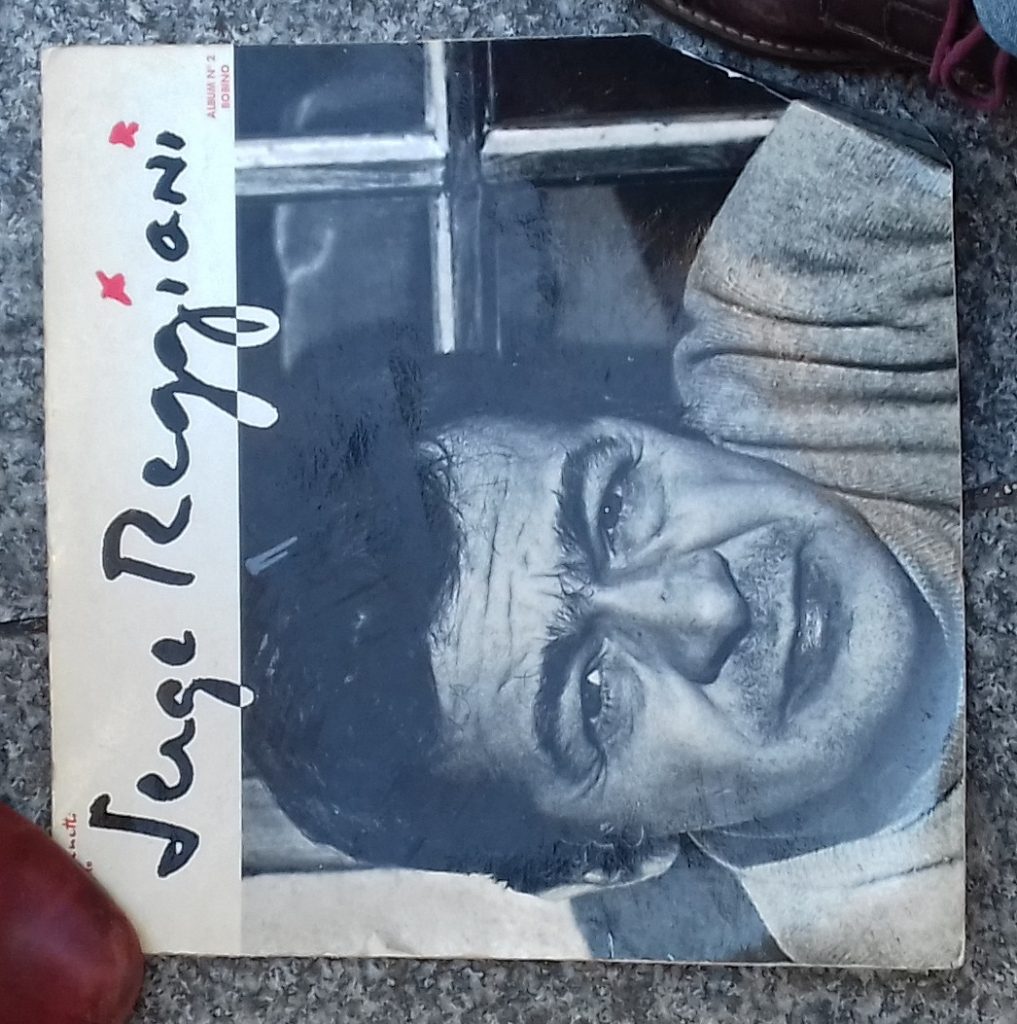 ALBUM N° 2
BOBINO
Serge Reggiani